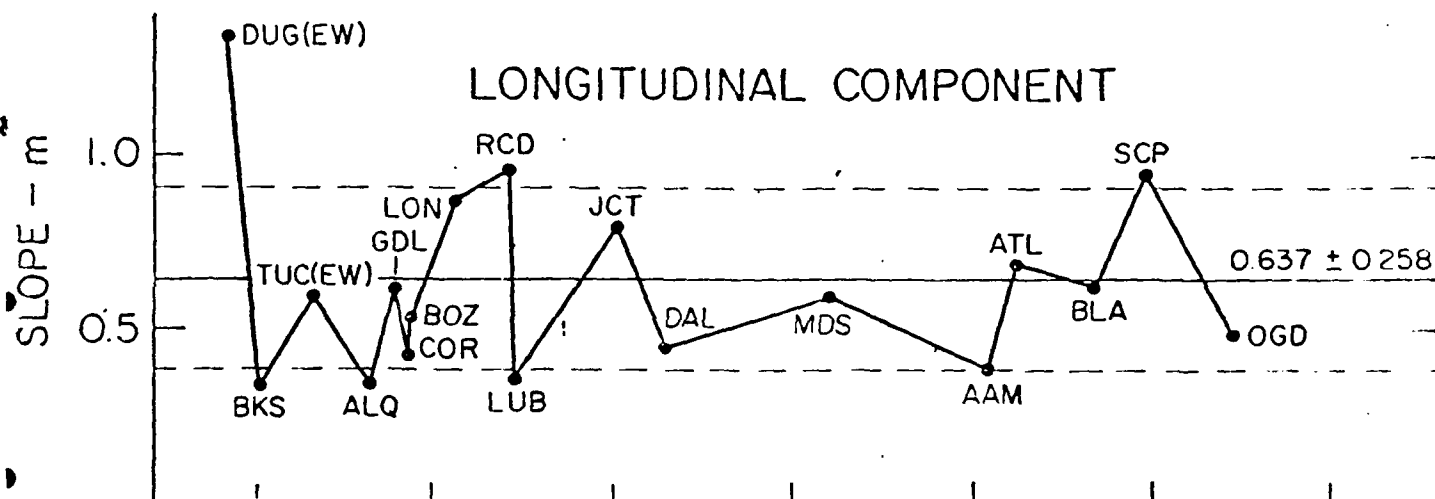 DUG(EW)
LONGITUDINAL COMPONENT
SLOPE - m
1.0
0.5
RCD
SCP
LON
JCT
GDL
ATL
0.637 ± 0.258
TUC(EW)
BOZ
DAL
MDS
BLA
OGD
COR
BKS
ALQ
LUB
AAM